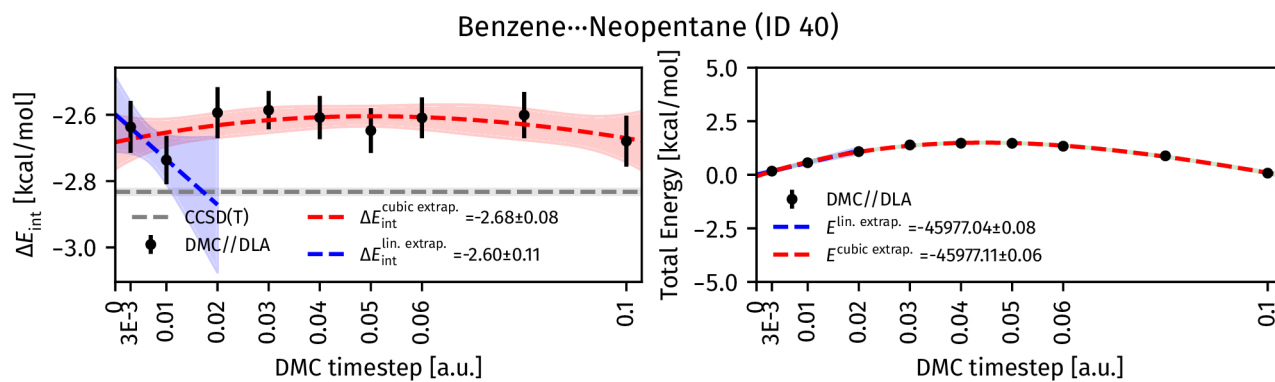 Benzene···Neopentane (ID 40)
ΔE_int [kcal/mol]
−2.6
−2.8
−3.0
CCSD(T)
DMC//DLA
ΔE_int^cubic extrap. =-2.68±0.08
ΔE_int^lin. extrap. =-2.60±0.11
0
3E-3
0.01
0.02
0.03
0.04
0.05
0.06
0.1
DMC timestep [a.u.]
Total Energy [kcal/mol]
5.0
2.5
0.0
−2.5
−5.0
DMC//DLA
E^lin. extrap. =-45977.04±0.08
E^cubic extrap. =-45977.11±0.06
0
3E-3
0.01
0.02
0.03
0.04
0.05
0.06
0.1
DMC timestep [a.u.]